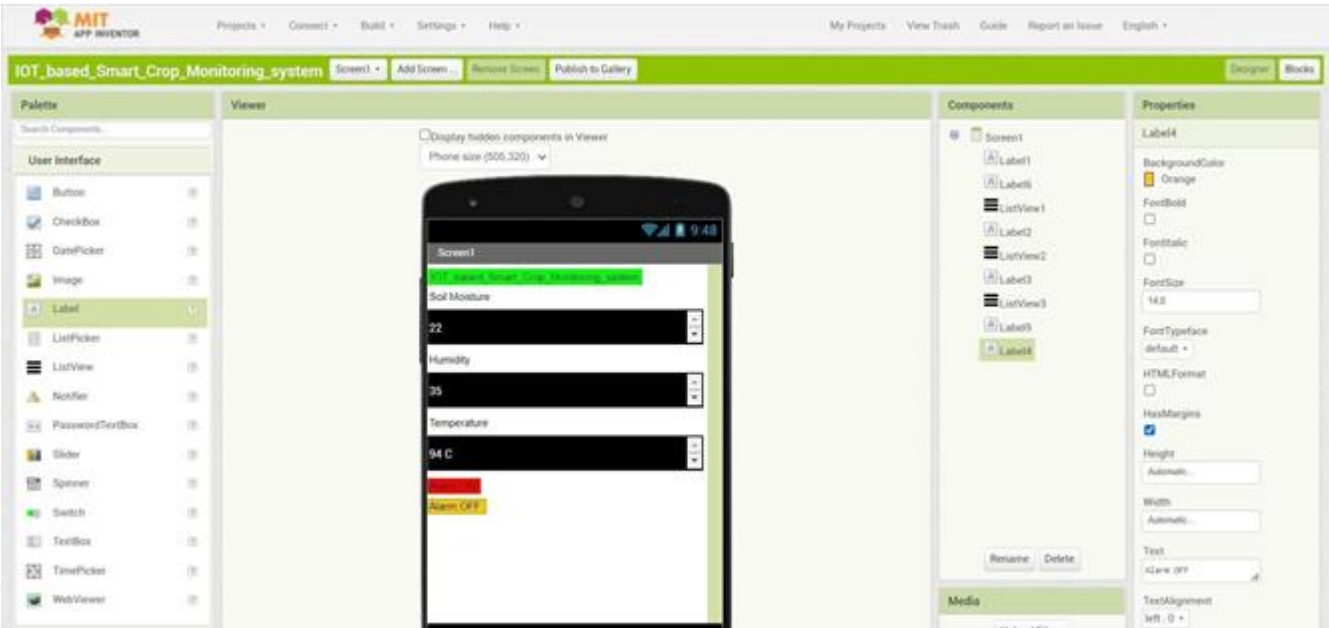 MIT
APP INVENTOR
Projects Connect Build Settings Help My Projects View Trash Guide Report an Issue English
IOT_based_Smart_Crop_Monitoring_system Screen1 Add Screen ... Remove Screen Publish to Gallery Designer Blocks
Palette
Search Components...
User Interface
Button
CheckBox
DatePicker
Image
Label
ListPicker
ListView
Notifier
PasswordTextBox
Slider
Spinner
Switch
TextBox
TimePicker
WebViewer
Viewer
Display hidden components in Viewer
Phone size (505,320)
9:48
Screen1
IOT_based_Smart_Crop_Monitoring_system
Soil Moisture
22
Humidity
35
Temperature
94 C
Alarm ON
Alarm OFF
Components
Screen1
Label1
Label6
ListView1
Label2
ListView2
Label3
ListView3
Label5
Label4
Rename Delete
Media
Properties
Label4
BackgroundColor
Orange
FontBold
FontItalic
FontSize
14.0
FontTypeface
default
HTMLFormat
HasMargins
Height
Automatic...
Width
Automatic...
Text
Alarm OFF
TextAlignment
left : 0